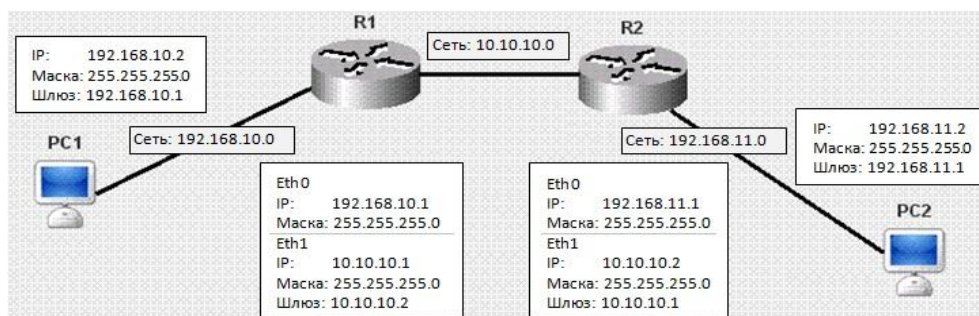 R1
R2
Сеть: 10.10.10.0
IP: 192.168.10.2
Маска: 255.255.255.0
Шлюз: 192.168.10.1
PC1
Сеть: 192.168.10.0
Сеть: 192.168.11.0
IP: 192.168.11.2
Маска: 255.255.255.0
Шлюз: 192.168.11.1
PC2
Eth0
IP: 192.168.10.1
Маска: 255.255.255.0
Eth1
IP: 10.10.10.1
Маска: 255.255.255.0
Шлюз: 10.10.10.2
Eth0
IP: 192.168.11.1
Маска: 255.255.255.0
Eth1
IP: 10.10.10.2
Маска: 255.255.255.0
Шлюз: 10.10.10.1